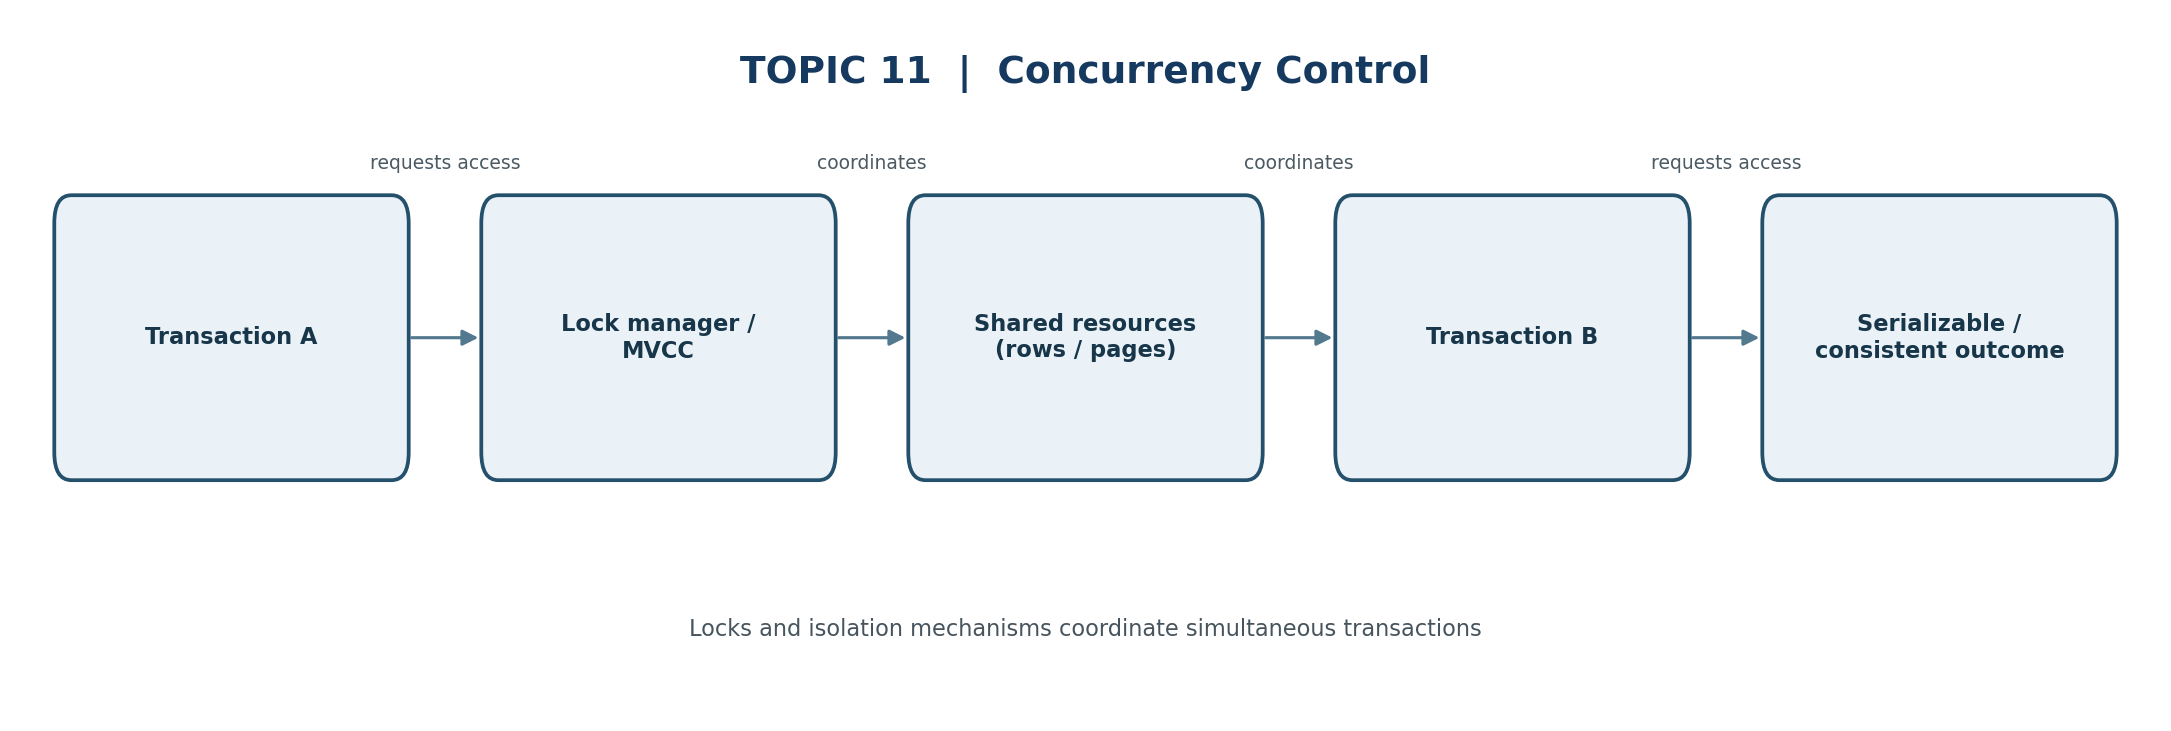 TOPIC 11 | Concurrency Control
requests access
coordinates
coordinates
requests access
Transaction A
Lock manager /
MVCC
Shared resources
(rows / pages)
Transaction B
Serializable /
consistent outcome
Locks and isolation mechanisms coordinate simultaneous transactions